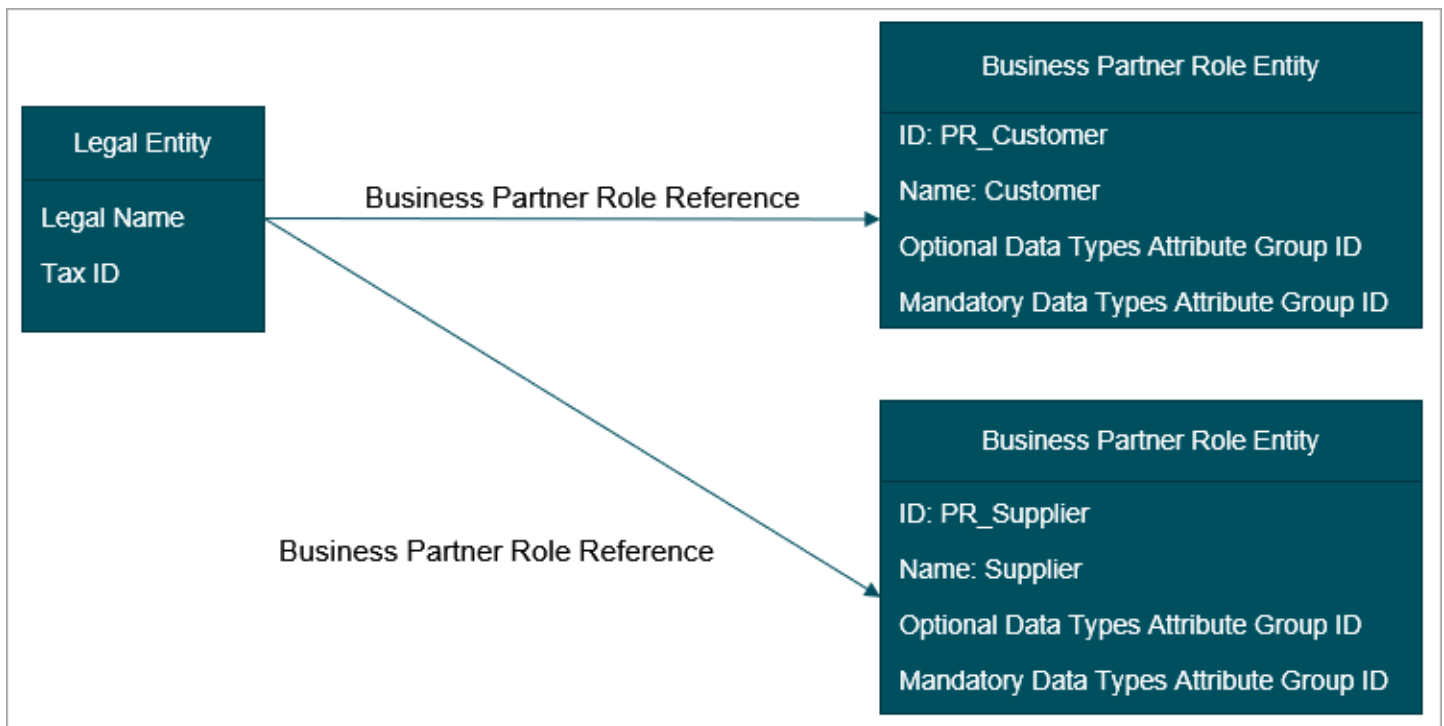 Legal Entity
Legal Name
Tax ID
Business Partner Role Reference
Business Partner Role Entity
ID: PR_Customer
Name: Customer
Optional Data Types Attribute Group ID
Mandatory Data Types Attribute Group ID
Business Partner Role Reference
Business Partner Role Entity
ID: PR_Supplier
Name: Supplier
Optional Data Types Attribute Group ID
Mandatory Data Types Attribute Group ID